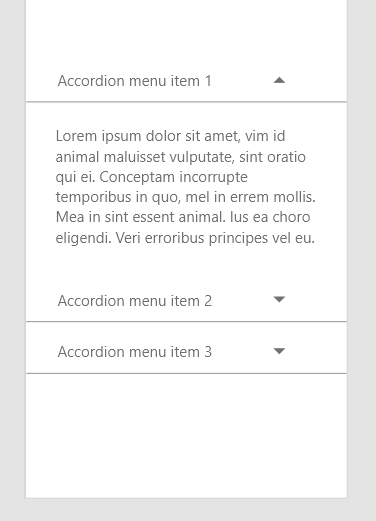 Accordion menu item 1
Lorem ipsum dolor sit amet, vim id
animal maluisset vulputate, sint oratio
qui ei. Conceptam incorrupte
temporibus in quo, mel in errem mollis.
Mea in sint essent animal. Ius ea choro
eligendi. Veri erroribus principes vel eu.
Accordion menu item 2
Accordion menu item 3